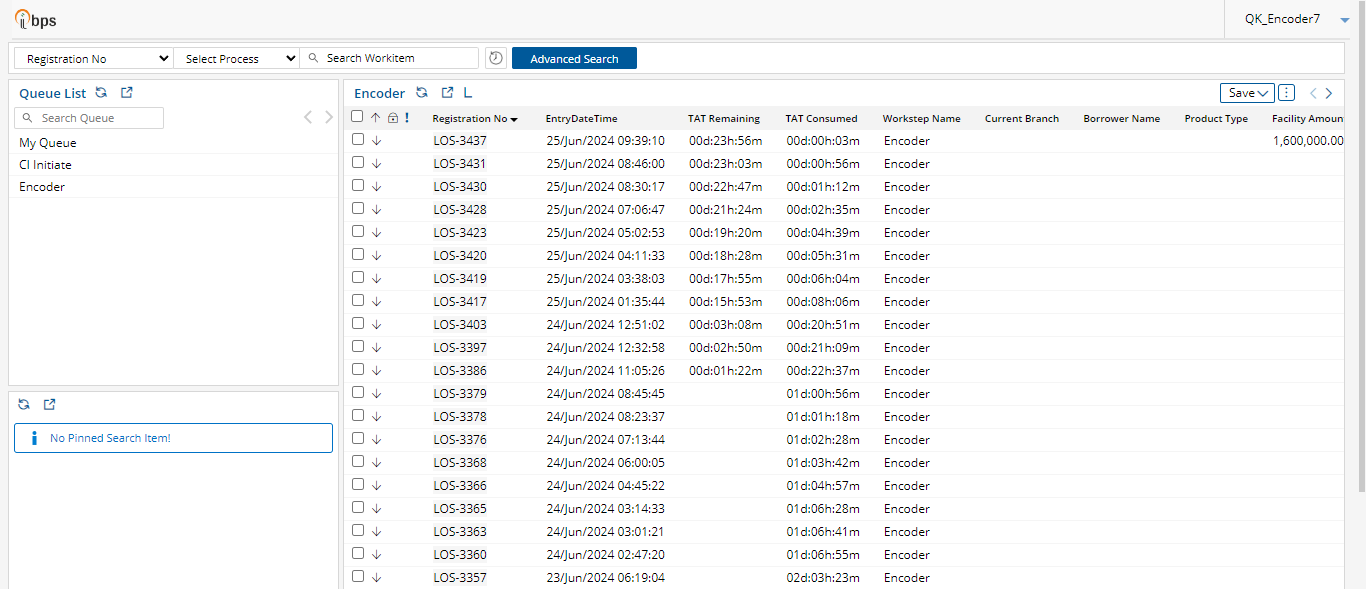 ibps
QK_Encoder7
Registration No Select Process Search Workitem Advanced Search
Queue List
Search Queue
My Queue
CI Initiate
Encoder
No Pinned Search Item!
Encoder L Save
! Registration No EntryDateTime TAT Remaining TAT Consumed Workstep Name Current Branch Borrower Name Product Type Facility Amoun
LOS-3437 25/Jun/2024 09:39:10 00d:23h:56m 00d:00h:03m Encoder 1,600,000.00
LOS-3431 25/Jun/2024 08:46:00 00d:23h:03m 00d:00h:56m Encoder
LOS-3430 25/Jun/2024 08:30:17 00d:22h:47m 00d:01h:12m Encoder
LOS-3428 25/Jun/2024 07:06:47 00d:21h:24m 00d:02h:35m Encoder
LOS-3423 25/Jun/2024 05:02:53 00d:19h:20m 00d:04h:39m Encoder
LOS-3420 25/Jun/2024 04:11:33 00d:18h:28m 00d:05h:31m Encoder
LOS-3419 25/Jun/2024 03:38:03 00d:17h:55m 00d:06h:04m Encoder
LOS-3417 25/Jun/2024 01:35:44 00d:15h:53m 00d:08h:06m Encoder
LOS-3403 24/Jun/2024 12:51:02 00d:03h:08m 00d:20h:51m Encoder
LOS-3397 24/Jun/2024 12:32:58 00d:02h:50m 00d:21h:09m Encoder
LOS-3386 24/Jun/2024 11:05:26 00d:01h:22m 00d:22h:37m Encoder
LOS-3379 24/Jun/2024 08:45:45 01d:00h:56m Encoder
LOS-3378 24/Jun/2024 08:23:37 01d:01h:18m Encoder
LOS-3376 24/Jun/2024 07:13:44 01d:02h:28m Encoder
LOS-3368 24/Jun/2024 06:00:05 01d:03h:42m Encoder
LOS-3366 24/Jun/2024 04:45:22 01d:04h:57m Encoder
LOS-3365 24/Jun/2024 03:14:33 01d:06h:28m Encoder
LOS-3363 24/Jun/2024 03:01:21 01d:06h:41m Encoder
LOS-3360 24/Jun/2024 02:47:20 01d:06h:55m Encoder
LOS-3357 23/Jun/2024 06:19:04 02d:03h:23m Encoder